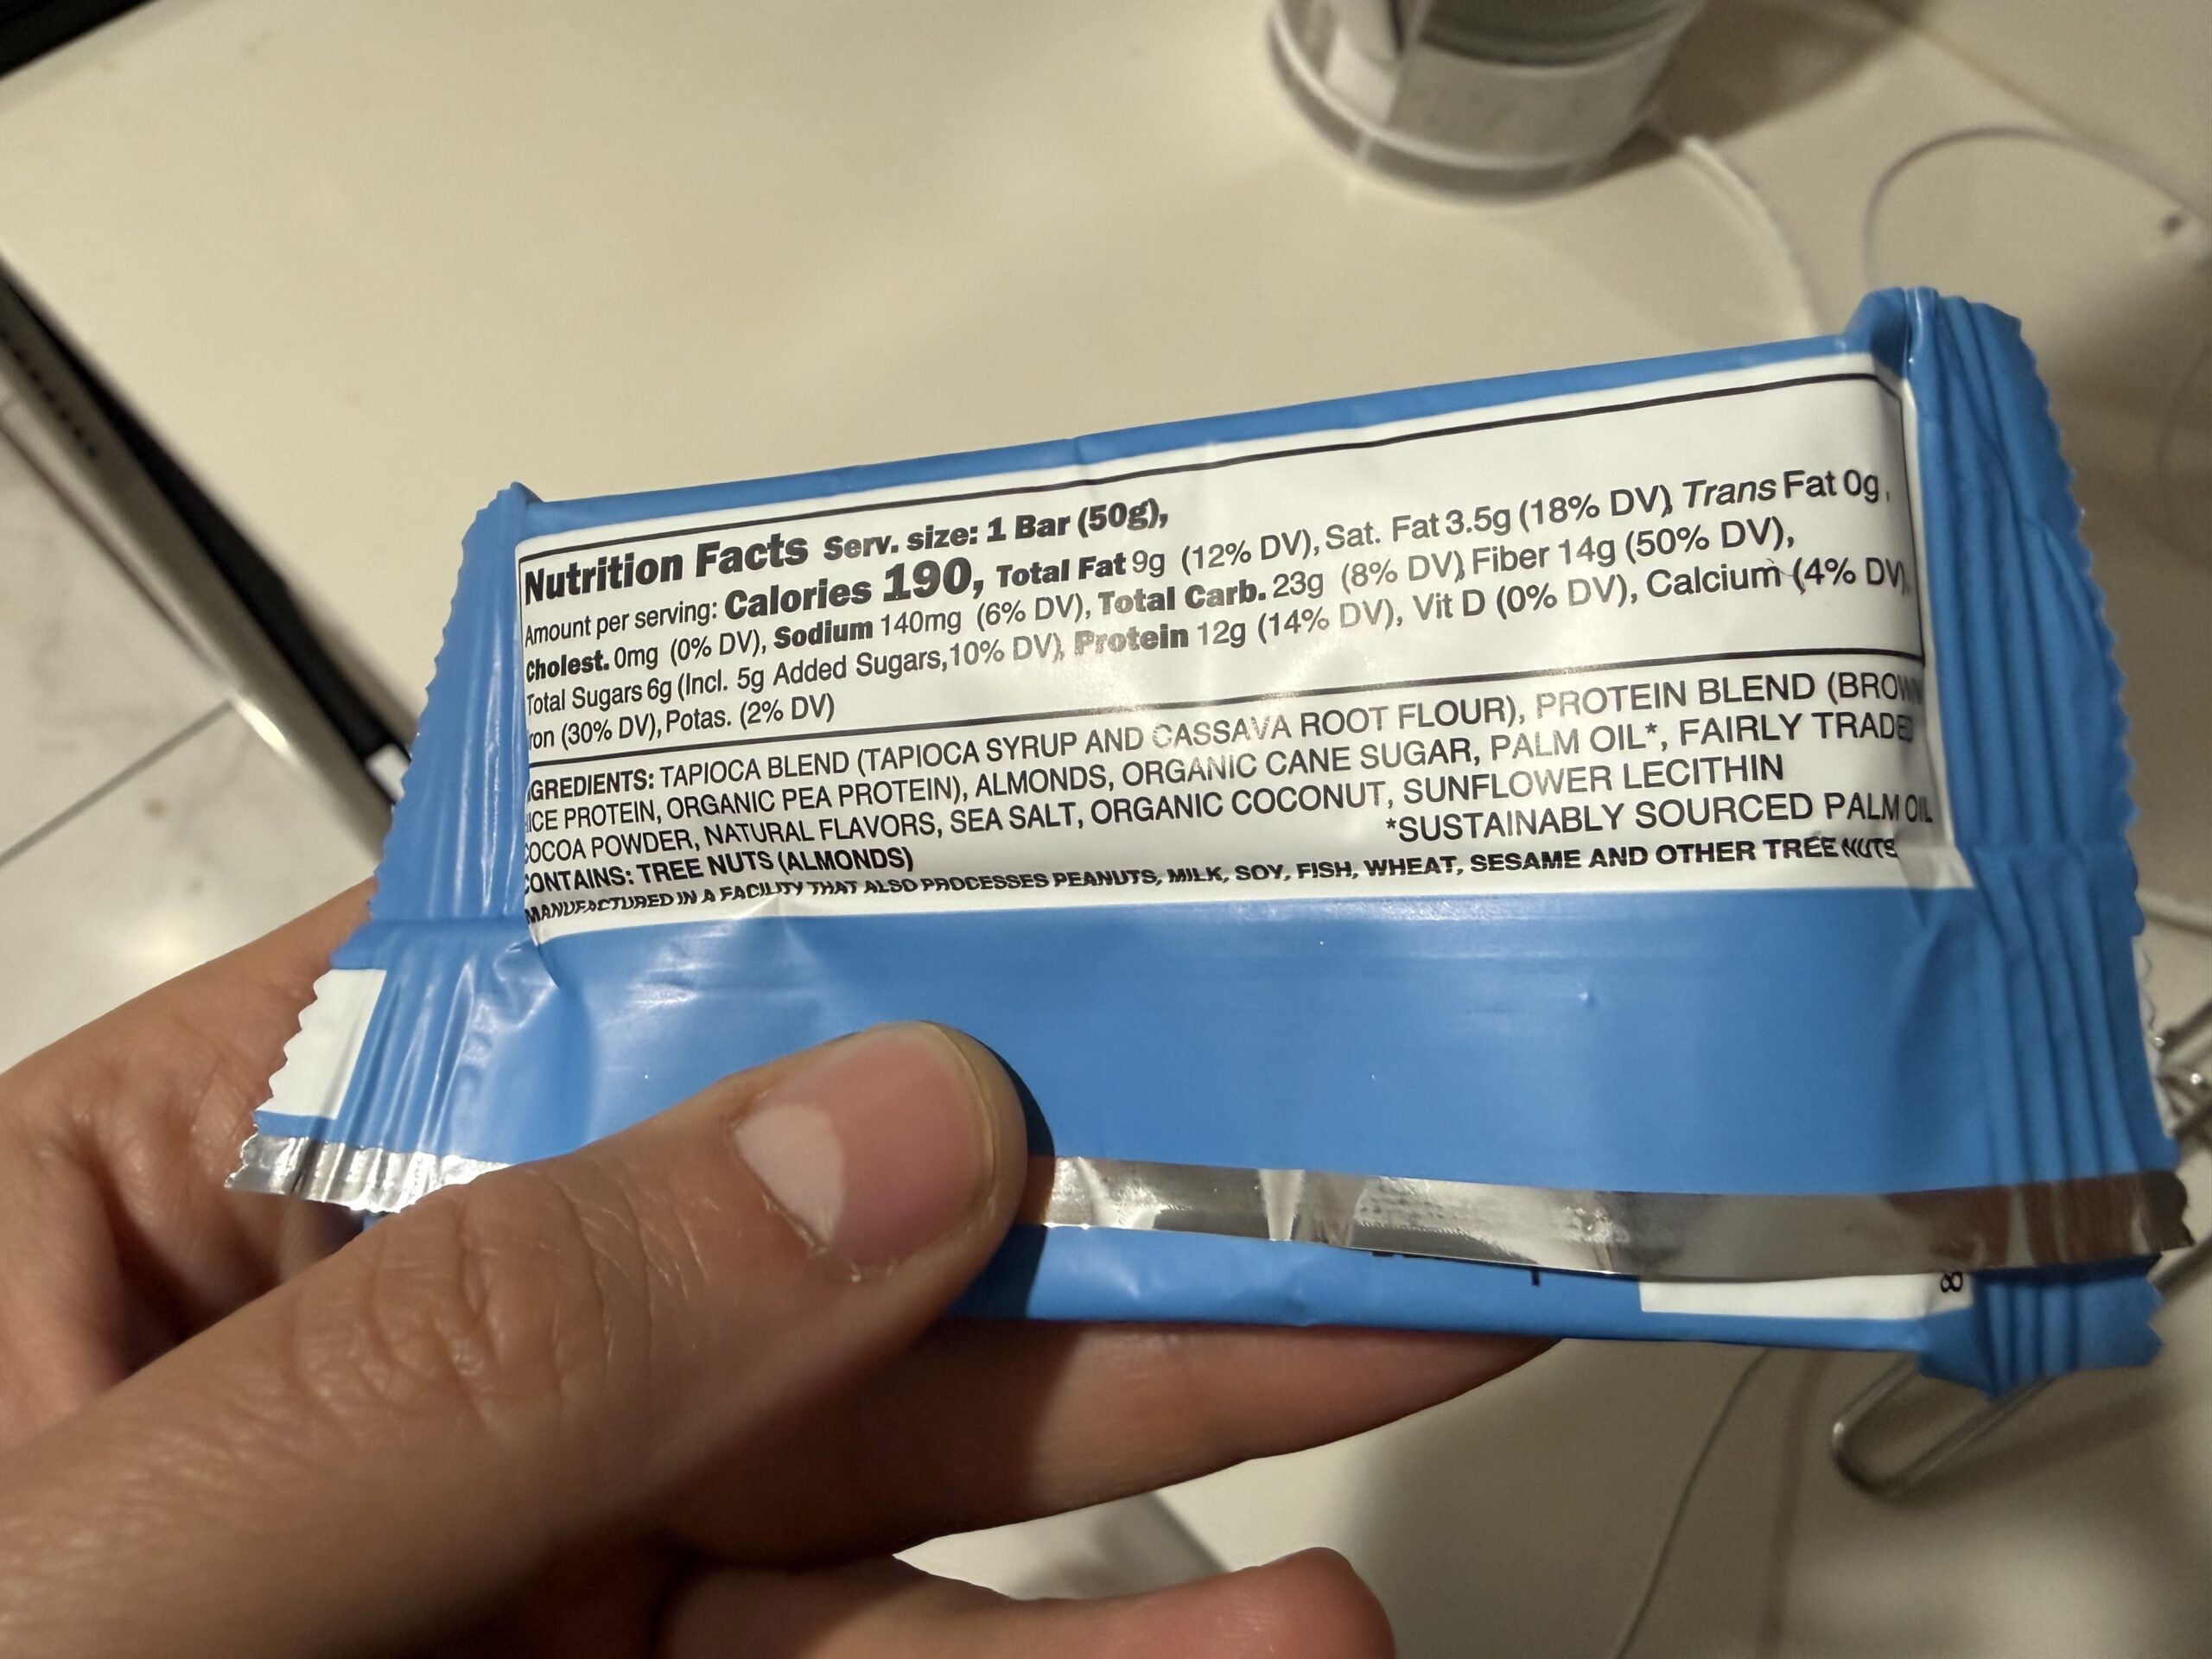 Nutrition Facts Serv. size: 1 Bar (50g),
Amount per serving: Calories 190, Total Fat 9g (12% DV), Sat. Fat 3.5g (18% DV), Trans Fat 0g,
Cholest. 0mg (0% DV), Sodium 140mg (6% DV), Total Carb. 23g (8% DV), Fiber 14g (50% DV),
Total Sugars 6g (Incl. 5g Added Sugars, 10% DV), Protein 12g (14% DV), Vit D (0% DV), Calcium (4% DV),
ron (30% DV), Potas. (2% DV)
GREDIENTS: TAPIOCA BLEND (TAPIOCA SYRUP AND CASSAVA ROOT FLOUR), PROTEIN BLEND (BROWN
ICE PROTEIN, ORGANIC PEA PROTEIN), ALMONDS, ORGANIC CANE SUGAR, PALM OIL*, FAIRLY TRADED
COCOA POWDER, NATURAL FLAVORS, SEA SALT, ORGANIC COCONUT, SUNFLOWER LECITHIN
*SUSTAINABLY SOURCED PALM OIL
CONTAINS: TREE NUTS (ALMONDS)
MANUFACTURED IN A FACILITY THAT ALSO PROCESSES PEANUTS, MILK, SOY, FISH, WHEAT, SESAME AND OTHER TREE NUTS
8